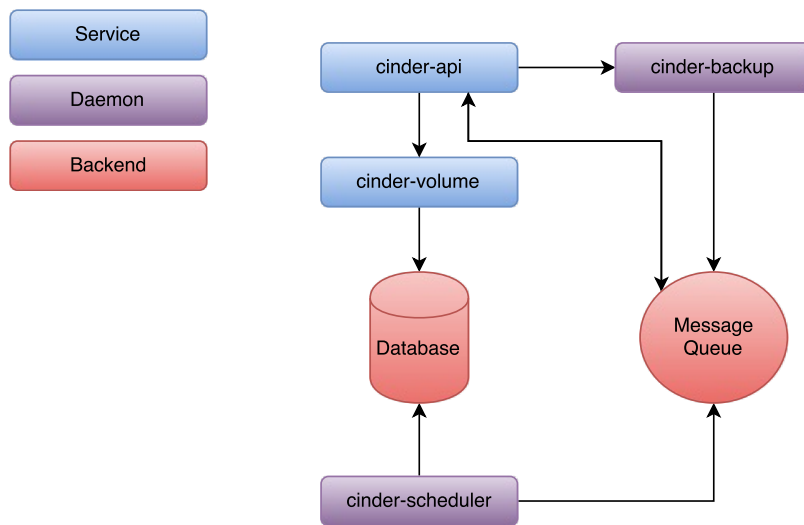 Service
Daemon
Backend
cinder-api
cinder-backup
cinder-volume
Database
Message
Queue
cinder-scheduler